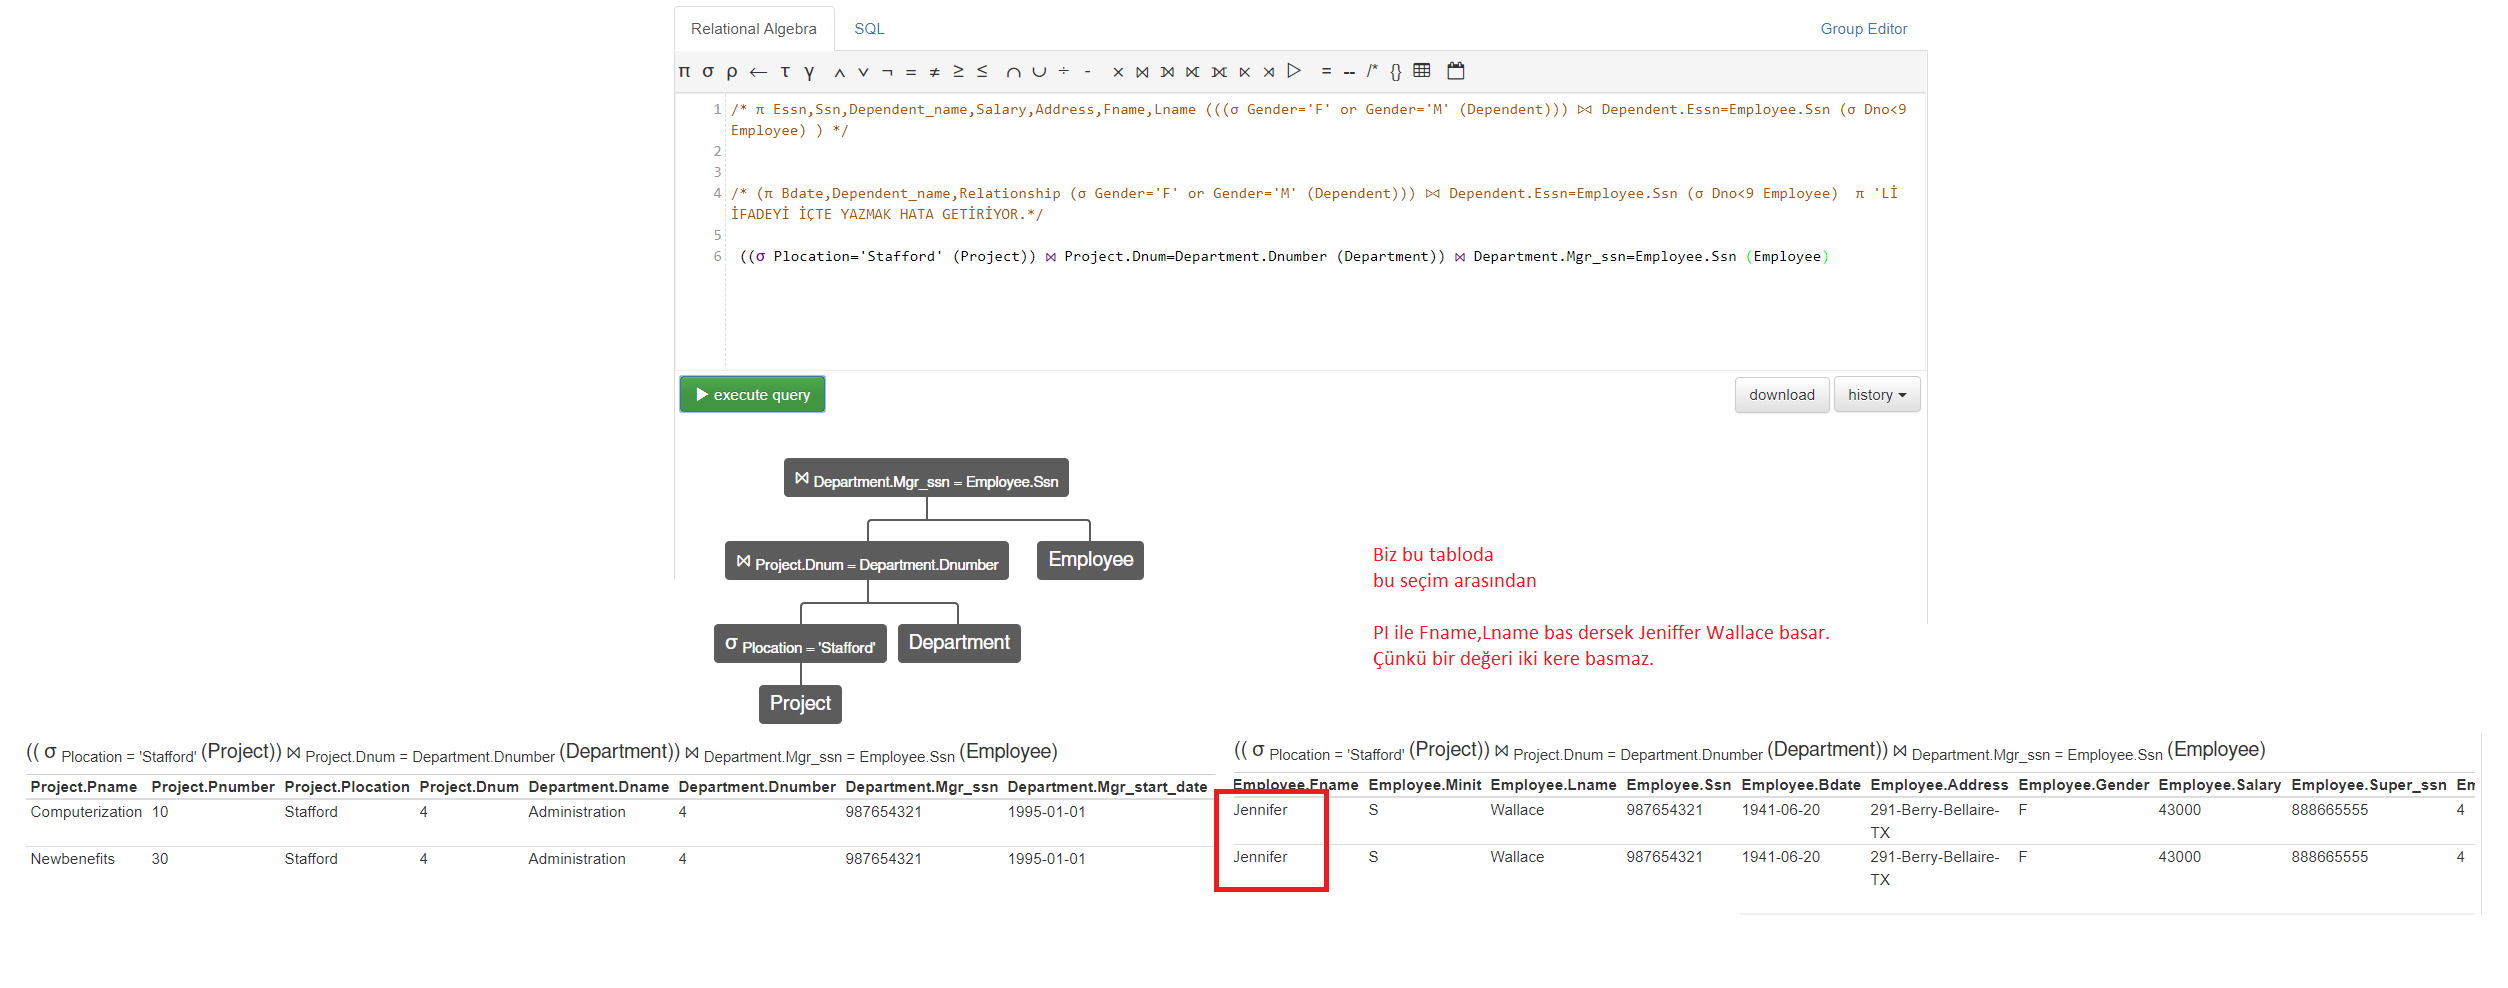 Relational Algebra SQL Group Editor
π σ ρ ← τ γ ∧ ∨ ¬ = ≠ ≥ ≤ ∩ ∪ ÷ - × ⋈ ⟕ ⟖ ⟗ ⋉ ⋊ ▷ = -- /* {}
1 /* π Essn,Ssn,Dependent_name,Salary,Address,Fname,Lname (((σ Gender='F' or Gender='M' (Dependent))) ⋈ Dependent.Essn=Employee.Ssn (σ Dno<9
Employee) ) */
2
3
4 /* (π Bdate,Dependent_name,Relationship (σ Gender='F' or Gender='M' (Dependent))) ⋈ Dependent.Essn=Employee.Ssn (σ Dno<9 Employee)  π 'Lİ
İFADEYİ İÇTE YAZMAK HATA GETİRİYOR.*/
5
6 ((σ Plocation='Stafford' (Project)) ⋈ Project.Dnum=Department.Dnumber (Department)) ⋈ Department.Mgr_ssn=Employee.Ssn (Employee)
execute query download history
⋈ Department.Mgr_ssn = Employee.Ssn
⋈ Project.Dnum = Department.Dnumber Employee
σ Plocation = 'Stafford' Department
Project
Biz bu tabloda
bu seçim arasından
PI ile Fname,Lname bas dersek Jeniffer Wallace basar.
Çünkü bir değeri iki kere basmaz.
(( σ Plocation = 'Stafford' (Project)) ⋈ Project.Dnum = Department.Dnumber (Department)) ⋈ Department.Mgr_ssn = Employee.Ssn (Employee)
Project.Pname Project.Pnumber Project.Plocation Project.Dnum Department.Dname Department.Dnumber Department.Mgr_ssn Department.Mgr_start_date
Computerization 10 Stafford 4 Administration 4 987654321 1995-01-01
Newbenefits 30 Stafford 4 Administration 4 987654321 1995-01-01
(( σ Plocation = 'Stafford' (Project)) ⋈ Project.Dnum = Department.Dnumber (Department)) ⋈ Department.Mgr_ssn = Employee.Ssn (Employee)
Employee.Fname Employee.Minit Employee.Lname Employee.Ssn Employee.Bdate Employee.Address Employee.Gender Employee.Salary Employee.Super_ssn Em
Jennifer S Wallace 987654321 1941-06-20 291-Berry-Bellaire- F 43000 888665555 4
TX
Jennifer S Wallace 987654321 1941-06-20 291-Berry-Bellaire- F 43000 888665555 4
TX